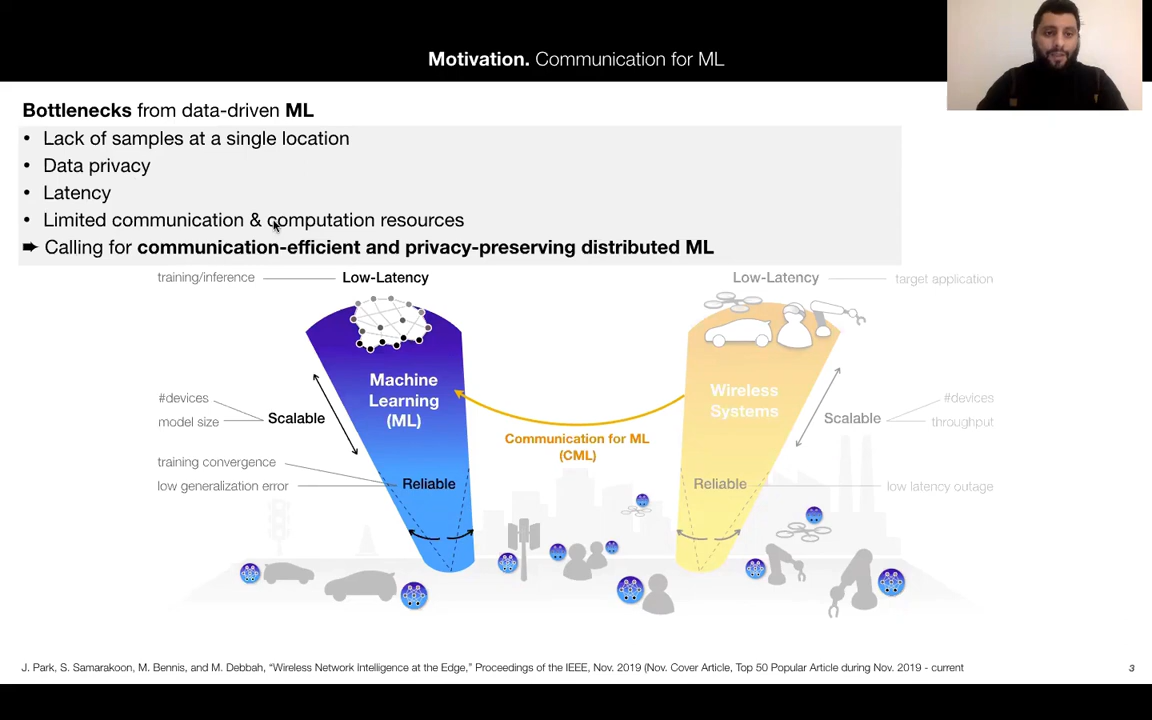 Motivation. Communication for ML
Bottlenecks from data-driven ML
• Lack of samples at a single location
• Data privacy
• Latency
• Limited communication & computation resources
➨ Calling for communication-efficient and privacy-preserving distributed ML
training/inference
Low-Latency
Low-Latency
target application
Machine
Learning
(ML)
Wireless
Systems
#devices
model size
Scalable
Scalable
#devices
throughput
Communication for ML
(CML)
training convergence
low generalization error
Reliable
Reliable
low latency outage
J. Park, S. Samarakoon, M. Bennis, and M. Debbah, “Wireless Network Intelligence at the Edge,” Proceedings of the IEEE, Nov. 2019 (Nov. Cover Article, Top 50 Popular Article during Nov. 2019 - current
3